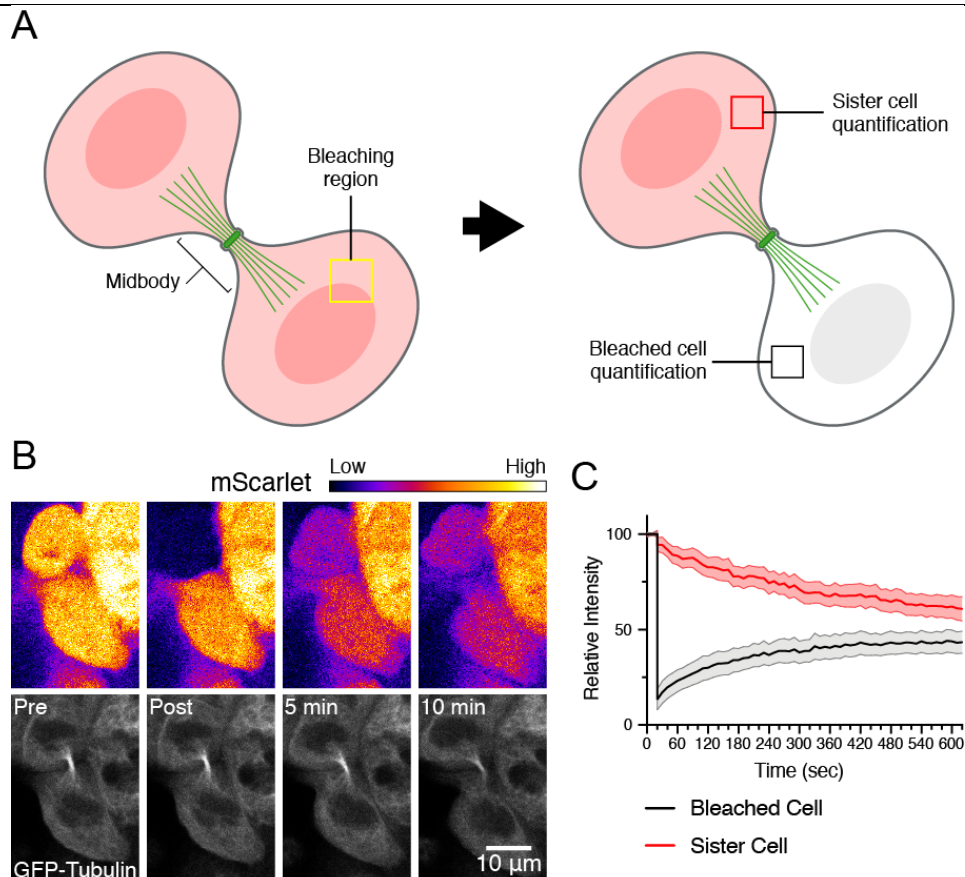 A
Bleaching
region
Midbody
Sister cell
quantification
Bleached cell
quantification
B
mScarlet
Low
High
Pre
Post
5 min
10 min
GFP-Tubulin
10 μm
C
Relative Intensity
100
50
0
0 60 120 180 240 300 360 420 480 540 600
Time (sec)
Bleached Cell
Sister Cell